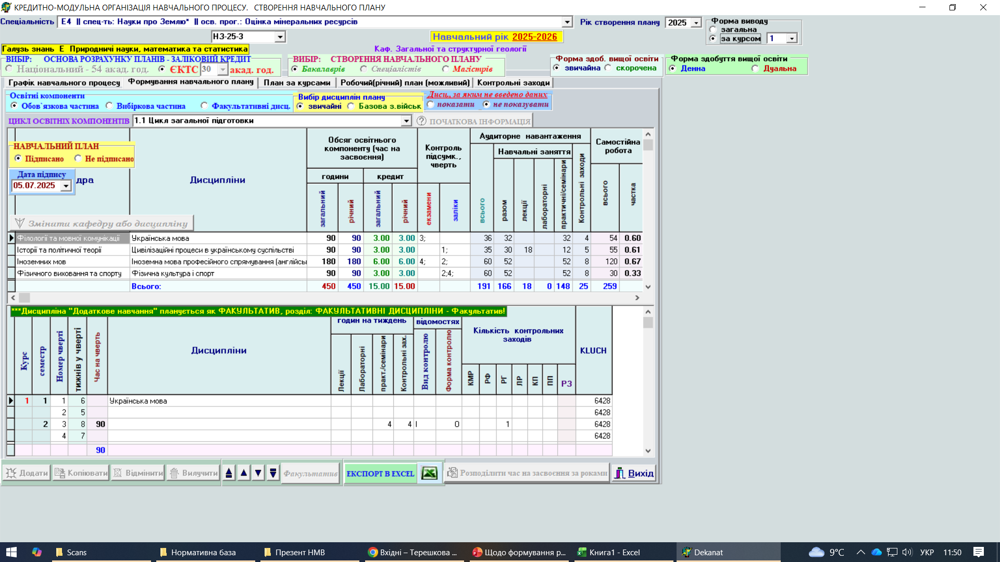 КРЕДИТНО-МОДУЛЬНА ОРГАНІЗАЦІЯ НАВЧАЛЬНОГО ПРОЦЕСУ.   СТВОРЕННЯ НАВЧАЛЬНОГО ПЛАНУ
Спеціальність  E4  || спец-ть: Науки про Землю*  || осв. прог.: Оцінка мінеральних ресурсів  Рік створення плану  2025
Форма виводу
загальна
за курсом  1
НЗ-25-3  Навчальний рік 2025-2026
Галузь знань  E  Природничі науки, математика та статистика  Каф. Загальної та структурної геології
ВИБІР:  ОСНОВА РОЗРАХУНКУ ПЛАНІВ - ЗАЛІКОВИЙ КРЕДИТ
Національний - 54 акад. год.  ЄКТС  30  акад. год.
ВИБІР:  СТВОРЕННЯ НАВЧАЛЬНОГО ПЛАНУ
Бакалаврів  Спеціалістів  Магістрів
Форма здоб. вищої освіти
звичайна  скорочена
Форма здобуття вищої освіти
Денна  Дуальна
Графік навчального процесу  Формування навчального плану  План за курсами  Робочий(річний) план (можливий)  Контрольні заходи
Освітні компоненти
Обов`язкова частина  Вибіркова частина  Факультативні дисц.
Вибір дисциплін плану
звичайні  Базова з.військ
Дисц., за яким не введено даних
показати  не показувати
ЦИКЛ ОСВІТНІХ КОМПОНЕНТІВ  1.1 Цикл загальної підготовки  ПОЧАТКОВА ІНФОРМАЦІЯ
НАВЧАЛЬНИЙ ПЛАН
Підписано  Не підписано
Дата підпису
05.07.2025
дра
Змінити кафедру або дисципліну
Дисципліни
Обсяг освітнього компоненту (час на засвоєння)
години  кредит
загальний  річний  загальний  річний
Контроль підсумк., чверть
екзамени  заліки
Аудиторне  навантаження
всього
Навчальні заняття
разом  лекції  лабораторні  практичні/семінари
Контрольні  заходи
Самостійна робота
всього  частка
Філології та мовної комунікації  Українська мова  90  90  3.00  3.00  3;  36  32  32  4  54  0.60
Історії та політичної теорії  Цивілізаційні процеси в українському суспільстві  90  90  3.00  3.00  1;  35  30  18  12  5  55  0.61
Іноземних мов  Іноземна мова професійного спрямування (англійсы  180  180  6.00  6.00  4;  2;  60  52  52  8  120  0.67
Фізичного виховання та спорту  Фізична культура і спорт  90  90  3.00  3.00  2;4;  60  52  52  8  30  0.33
Всього:  450  450  15.00  15.00  191  166  18  0  148  25  259
***Дисципліна "Додаткове навчання" планується як ФАКУЛЬТАТИВ, розділ: ФАКУЛЬТАТИВНІ ДИСЦИПЛІНИ - Факультатив!
Курс  семестр  Номер чверті  тижнів у чверті  Час на чверть
Дисципліни
годин на тиждень
Лекції  Лабораторні  практ./семінари  Контрольні зах.
відомостях
Вид контролю  Форма контролю
Кількість  контрольних заходів
КМР  РФ  РГ  ЛР  КП  ПП  РЗ
KLUCH
1  1  1  6  Українська мова  6428
2  5  6428
2  3  8  90  4  4  I  О  1  6428
4  7  6428
90
Додати  Копіювати  Відмінити  Вилучити  Факультатив  ЕКСПОРТ В EXCEL  Розподілити час на засвоєння за роками  Вихід
Scans  Нормативна база  Презент НМВ  Вхідні – Терешкова ...  Щодо формування р...  Книга1 - Excel  Dekanat  9°C  УКР  11:50